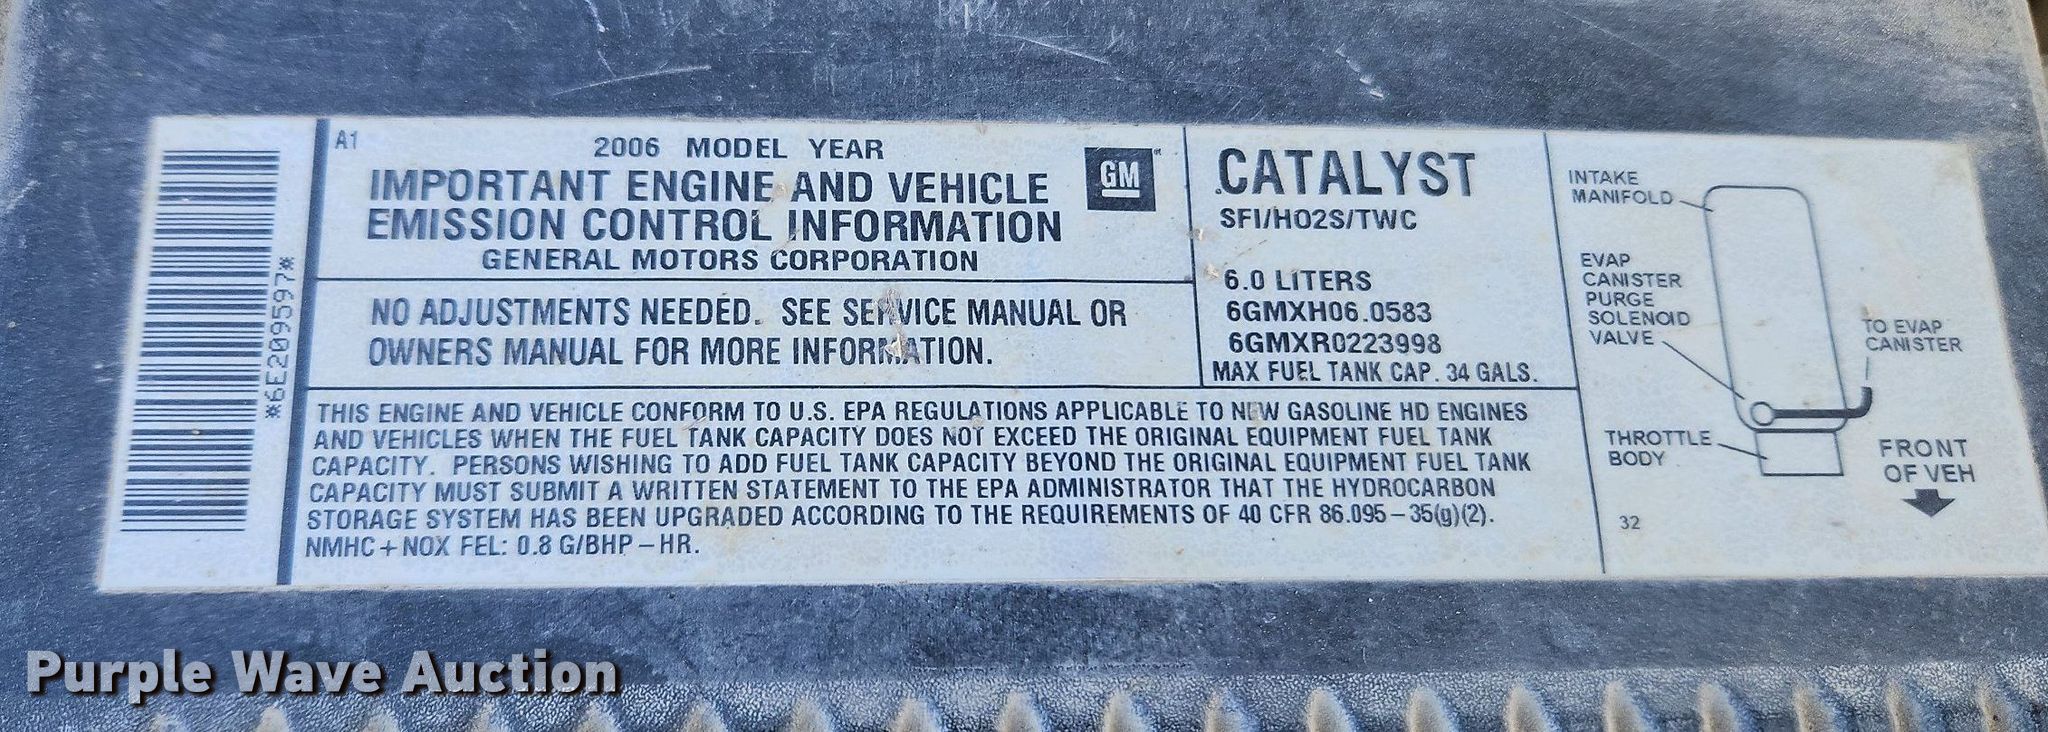 A1
2006 MODEL YEAR
IMPORTANT ENGINE AND VEHICLE
EMISSION CONTROL INFORMATION
GENERAL MOTORS CORPORATION
GM
NO ADJUSTMENTS NEEDED. SEE SERVICE MANUAL OR
OWNERS MANUAL FOR MORE INFORMATION.
*6E209597*
CATALYST
SFI/HO2S/TWC
6.0 LITERS
6GMXH06.0583
6GMXR0223998
MAX FUEL TANK CAP. 34 GALS.
THIS ENGINE AND VEHICLE CONFORM TO U.S. EPA REGULATIONS APPLICABLE TO NEW GASOLINE HD ENGINES
AND VEHICLES WHEN THE FUEL TANK CAPACITY DOES NOT EXCEED THE ORIGINAL EQUIPMENT FUEL TANK
CAPACITY. PERSONS WISHING TO ADD FUEL TANK CAPACITY BEYOND THE ORIGINAL EQUIPMENT FUEL TANK
CAPACITY MUST SUBMIT A WRITTEN STATEMENT TO THE EPA ADMINISTRATOR THAT THE HYDROCARBON
STORAGE SYSTEM HAS BEEN UPGRADED ACCORDING TO THE REQUIREMENTS OF 40 CFR 86.095-35(g)(2).
NMHC+NOX FEL: 0.8 G/BHP-HR.
INTAKE
MANIFOLD
EVAP
CANISTER
PURGE
SOLENOID
VALVE
TO EVAP
CANISTER
THROTTLE
BODY
FRONT
OF VEH
32
Purple Wave Auction